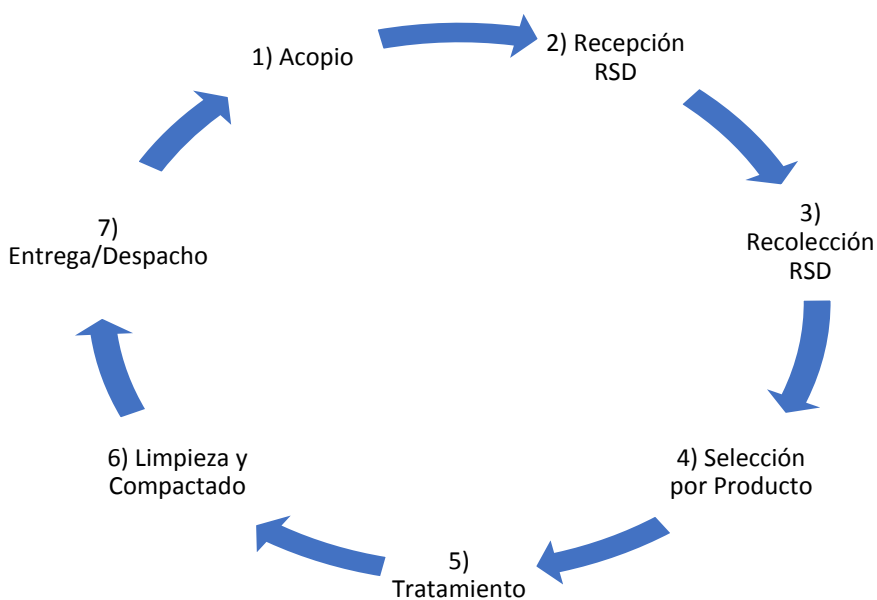 1) Acopio
2) Recepción
RSD
3)
Recolección
RSD
4) Selección
por Producto
5)
Tratamiento
6) Limpieza y
Compactado
7)
Entrega/Despacho